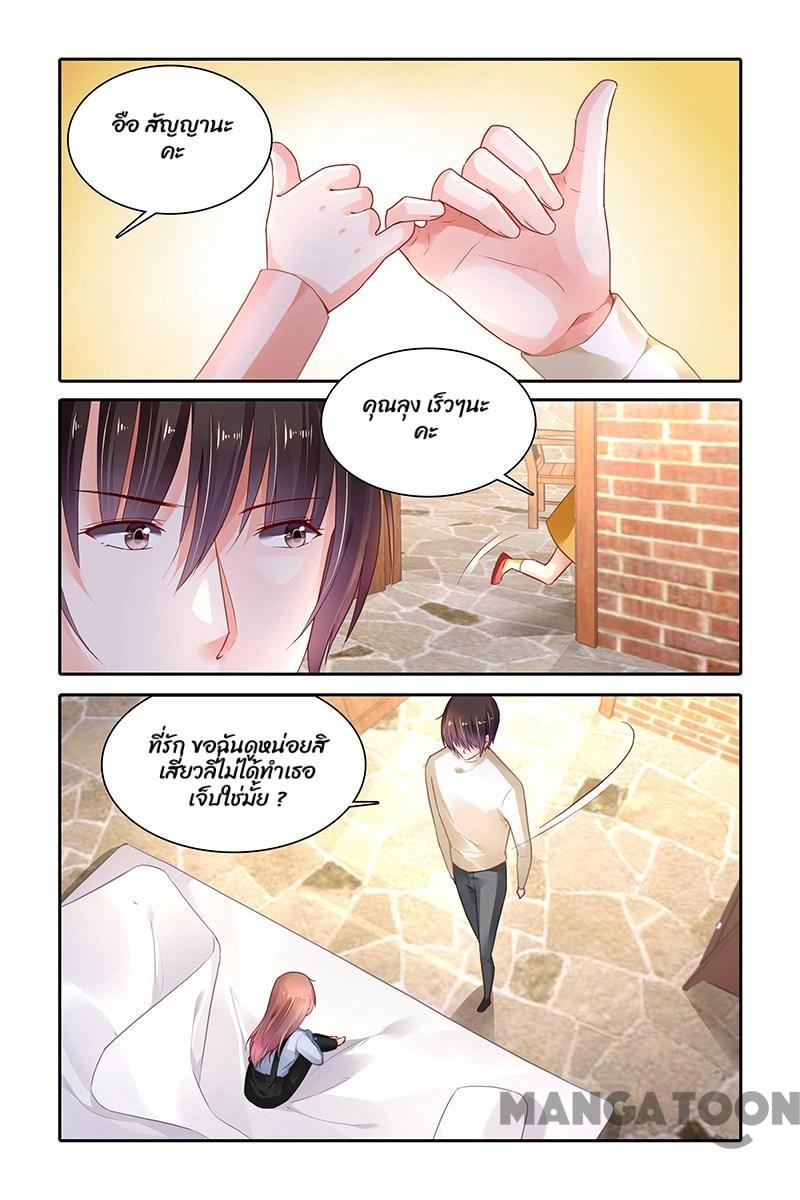 อือ สัญญานะ
คะ
คุณลุง เร็วๆนะ
คะ
ที่รัก ขอฉันดูหน่อยสิ
เสี่ยวลี่ไม่ได้ทำเธอ
เจ็บใช่มั้ย ?
MANGATOON